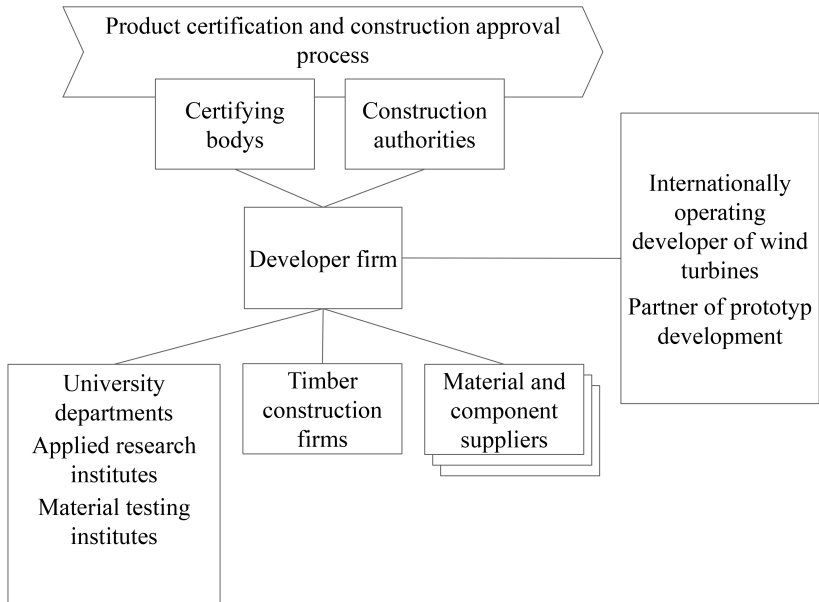 Product certification and construction approval
process
Certifying
bodys
Construction
authorities
Internationally
operating
developer of wind
turbines
Partner of prototyp
development
Developer firm
University
departments
Applied research
institutes
Material testing
institutes
Timber
construction
firms
Material and
component
suppliers